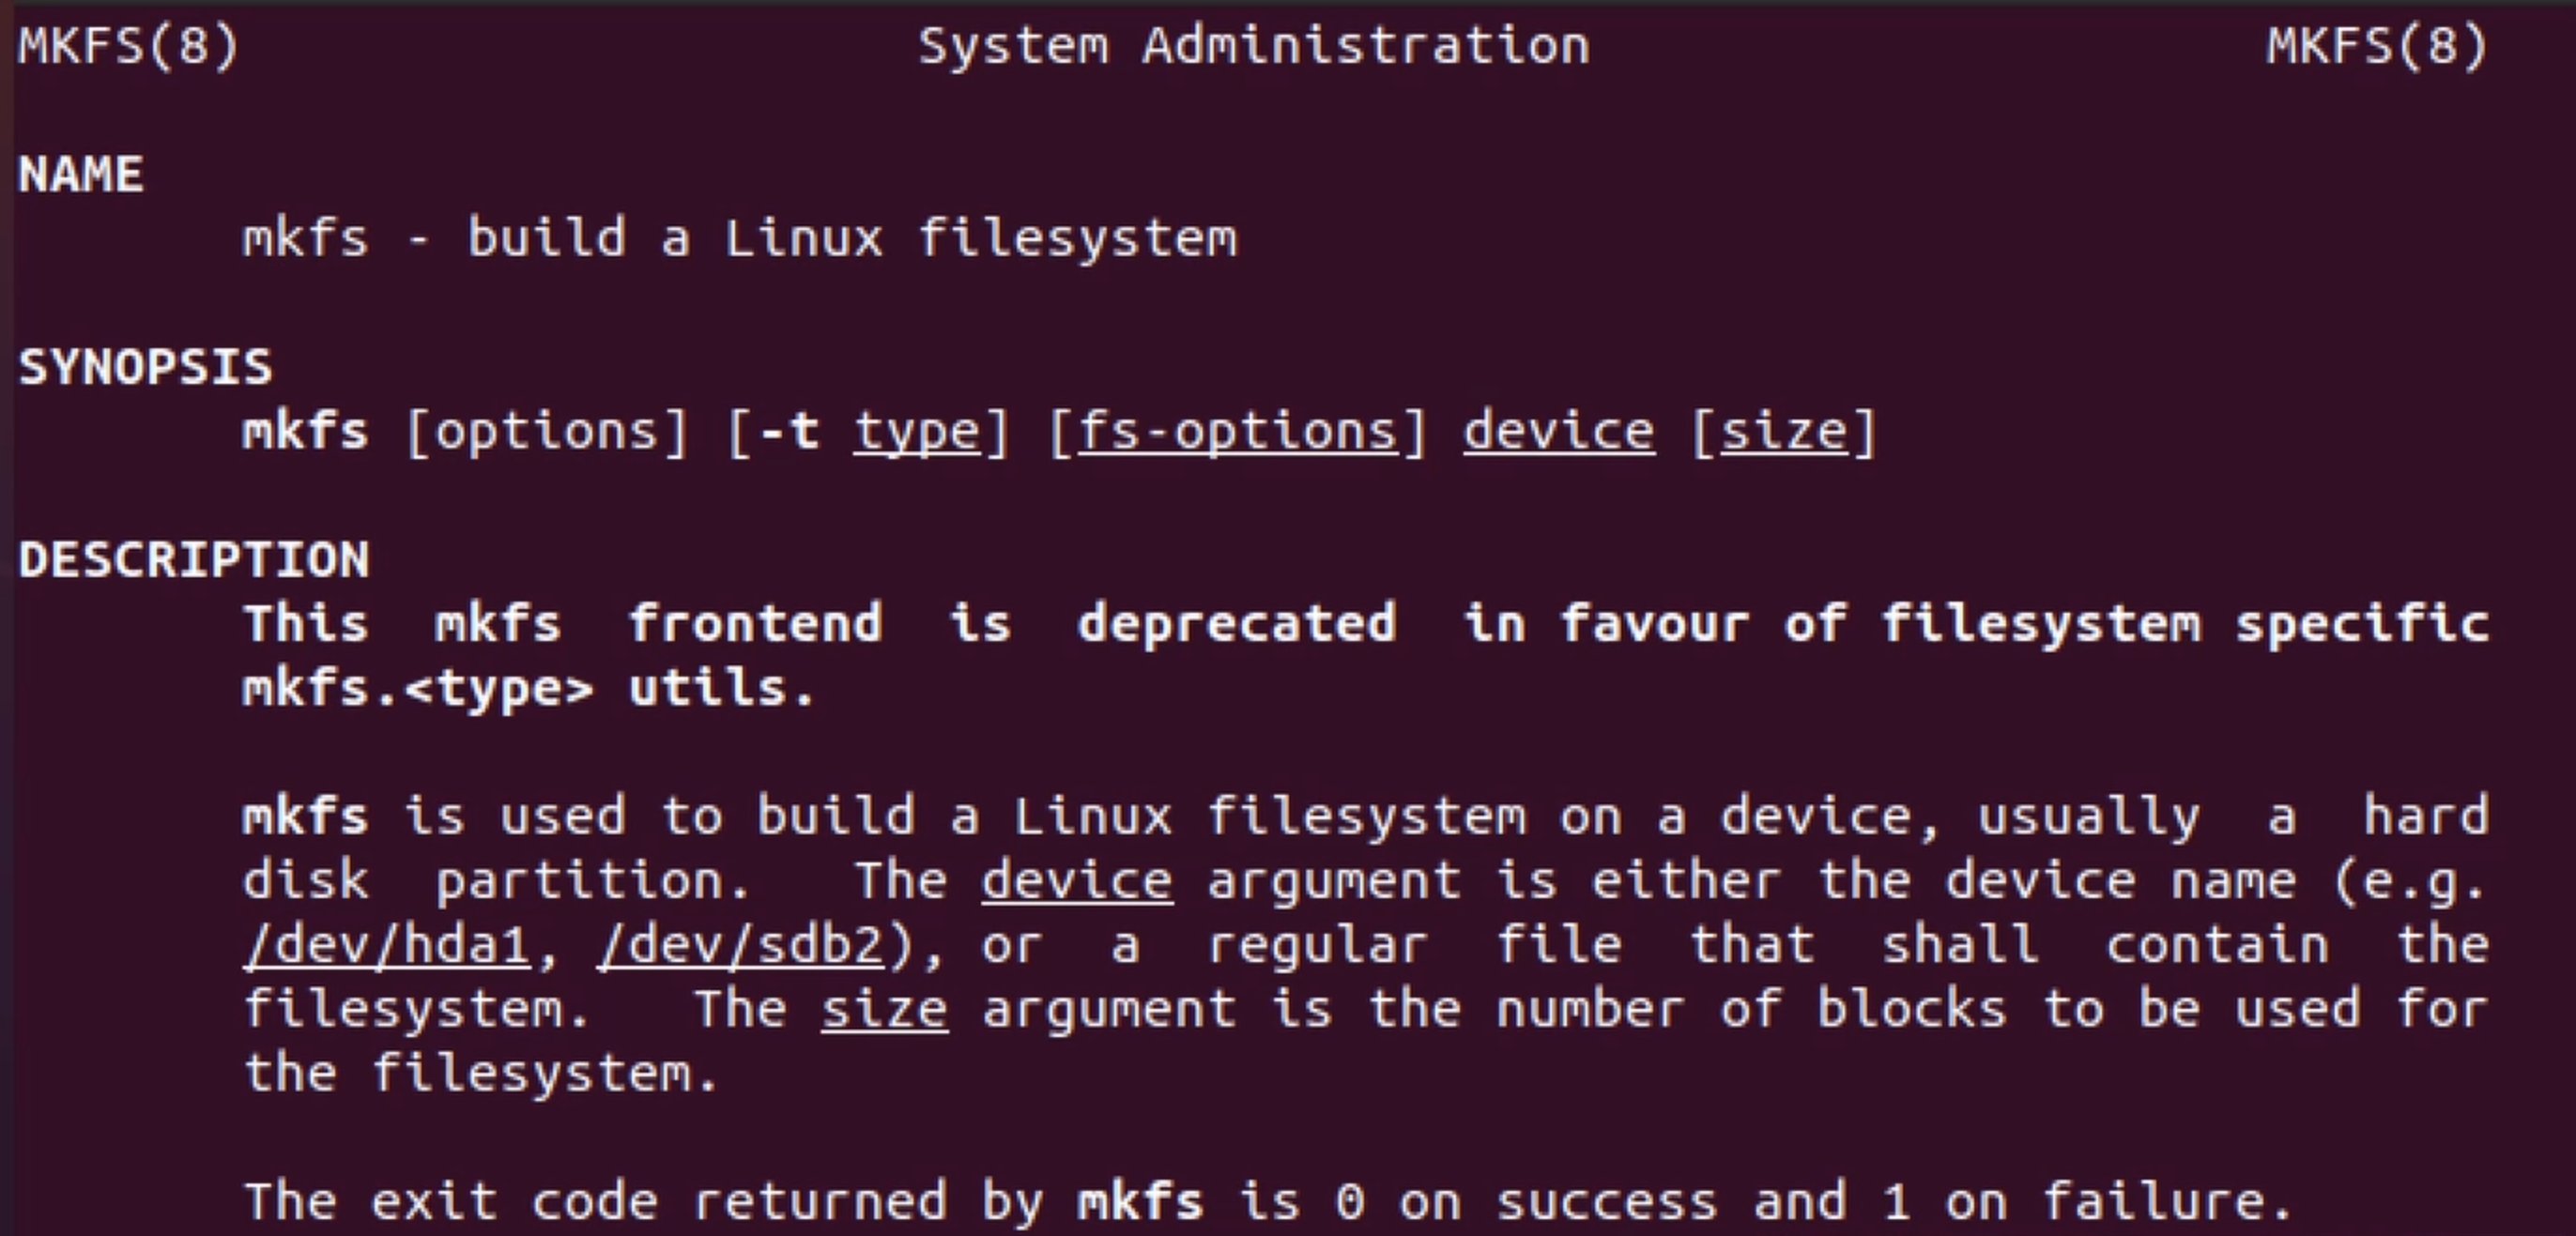 MKFS(8) System Administration MKFS(8)
NAME
mkfs - build a Linux filesystem
SYNOPSIS
mkfs [options] [-t type] [fs-options] device [size]
DESCRIPTION
This mkfs frontend is deprecated in favour of filesystem specific
mkfs.<type> utils.
mkfs is used to build a Linux filesystem on a device, usually a hard
disk partition. The device argument is either the device name (e.g.
/dev/hda1, /dev/sdb2), or a regular file that shall contain the
filesystem. The size argument is the number of blocks to be used for
the filesystem.
The exit code returned by mkfs is 0 on success and 1 on failure.